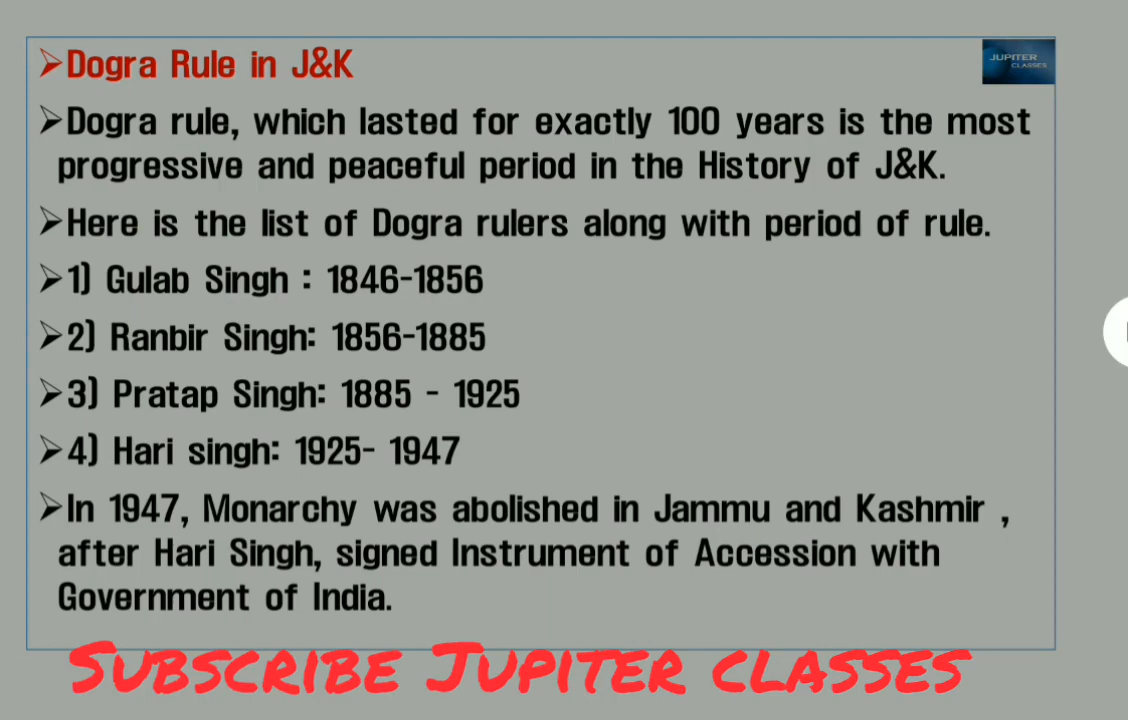 ➢Dogra Rule in J&K
JUPITER
CLASSES
➢Dogra rule, which lasted for exactly 100 years is the most
progressive and peaceful period in the History of J&K.
➢Here is the list of Dogra rulers along with period of rule.
➢1) Gulab Singh : 1846-1856
➢2) Ranbir Singh: 1856-1885
➢3) Pratap Singh: 1885 - 1925
➢4) Hari singh: 1925- 1947
➢In 1947, Monarchy was abolished in Jammu and Kashmir ,
after Hari Singh, signed Instrument of Accession with
Government of India.
SUBSCRIBE JUPITER CLASSES